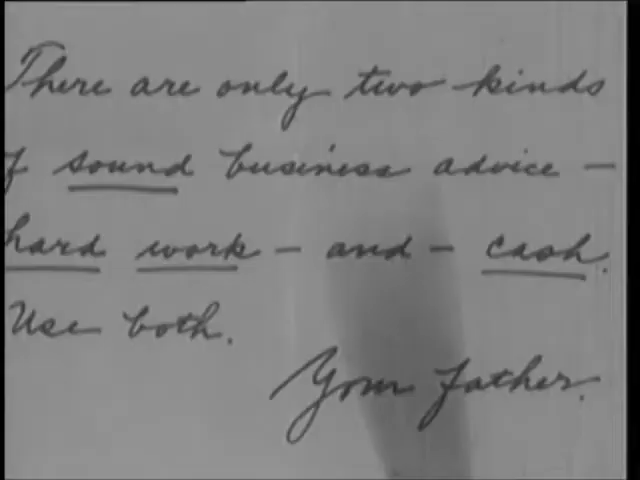 There are only two kinds
f sound business advice –
hard work – and – cash.
Use both.
Your father.